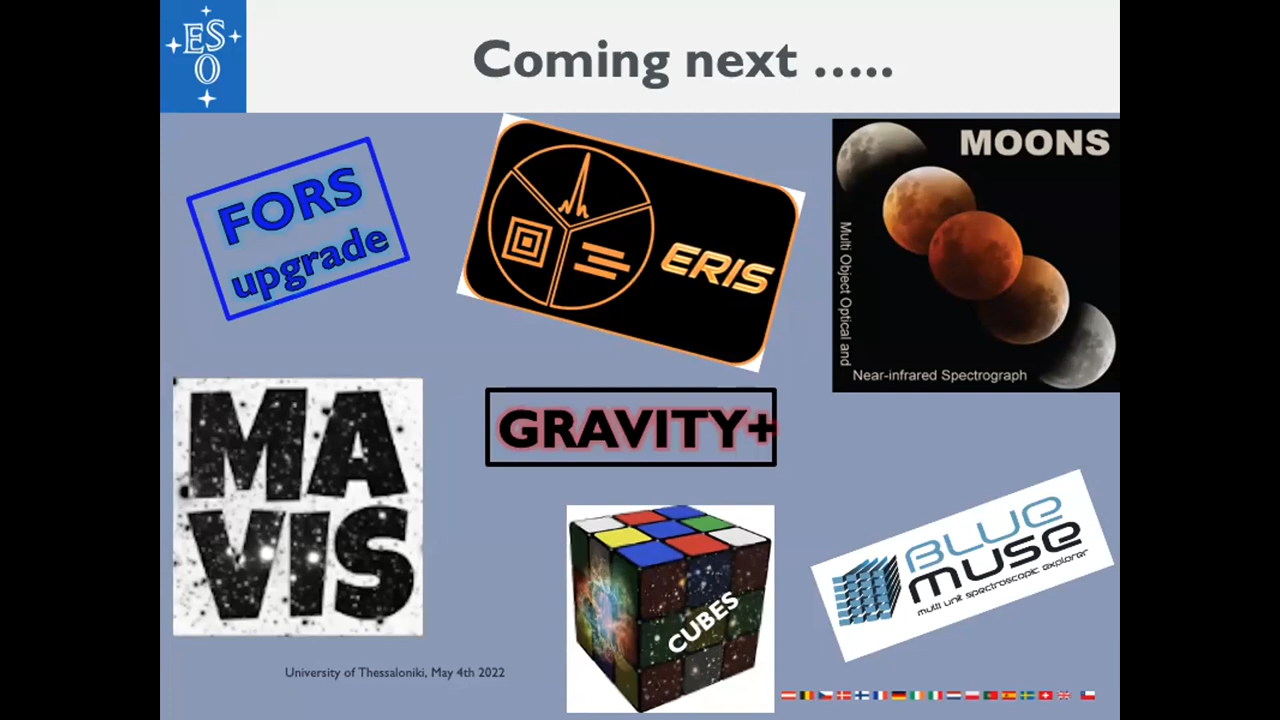 ES
O
Coming next .....
FORS
upgrade
ERIS
MOONS
Multi Object Optical and
Near-infrared Spectrograph
MA
VIS
GRAVITY+
CUBES
BLUE
MUSE
multi unit spectroscopic explorer
University of Thessaloniki, May 4th 2022